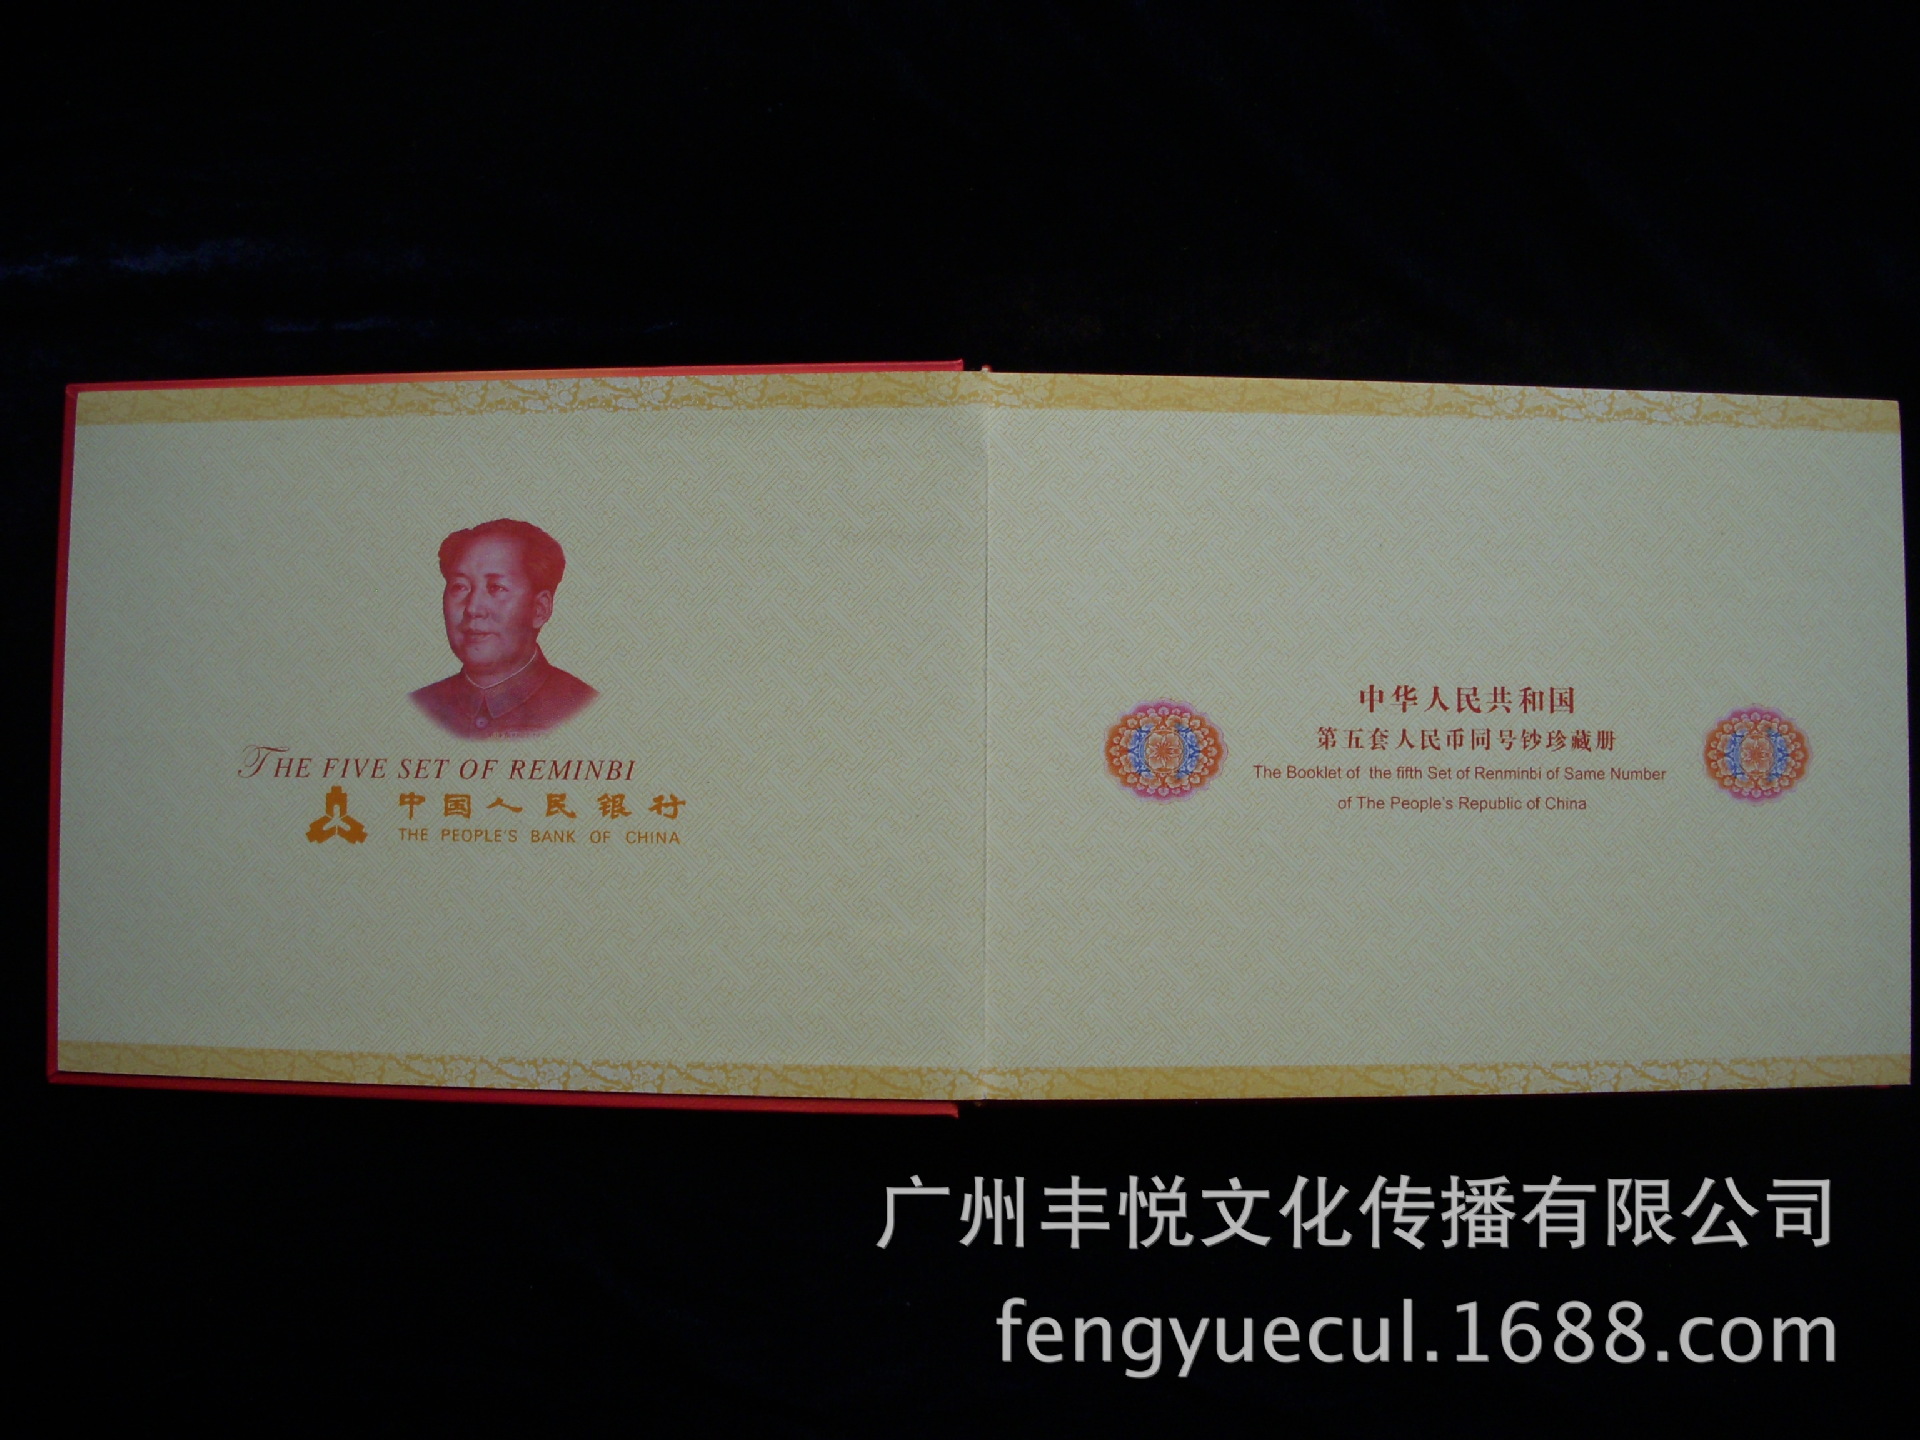 THE FIVE SET OF REMINBI
中国人民银行
THE PEOPLE'S BANK OF CHINA
中华人民共和国
第五套人民币同号钞珍藏册
The Booklet of the fifth Set of Renminbi of Same Number
of The People's Republic of China
广州丰悦文化传播有限公司
fengyuecul.1688.com